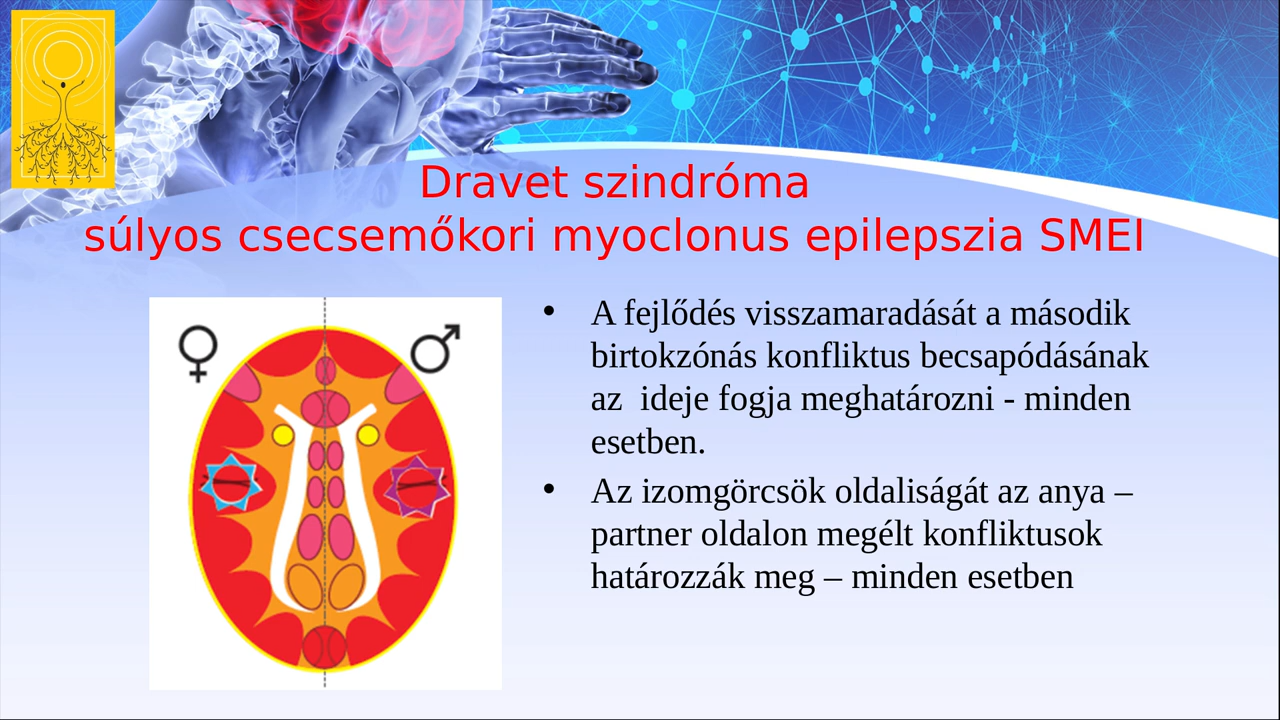 Dravet szindróma
súlyos csecsemőkori myoclonus epilepszia SMEI
• A fejlődés visszamaradását a második
birtokzónás konfliktus becsapódásának
az  ideje fogja meghatározni - minden
esetben.
• Az izomgörcsök oldaliságát az anya –
partner oldalon megélt konfliktusok
határozzák meg – minden esetben